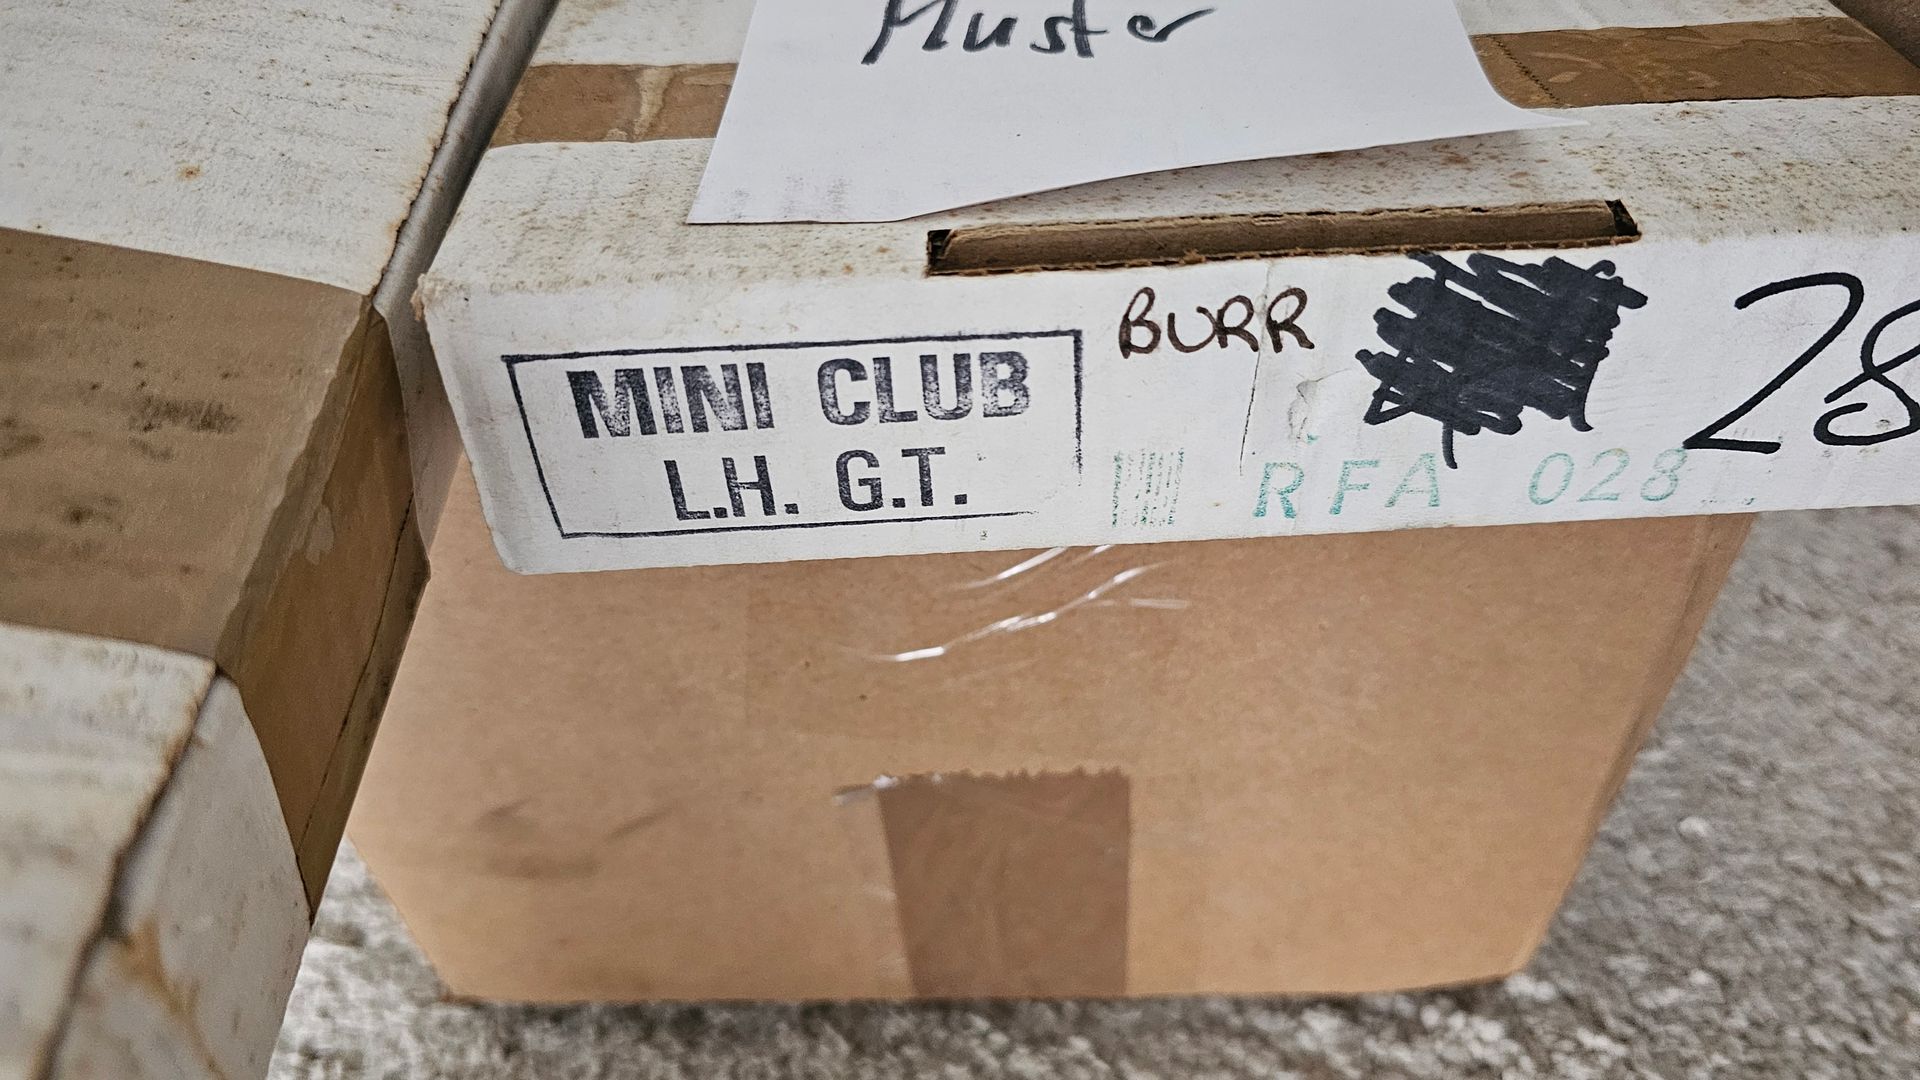 Muster
BURR
28
MINI CLUB
L.H. G.T.
RFA 028